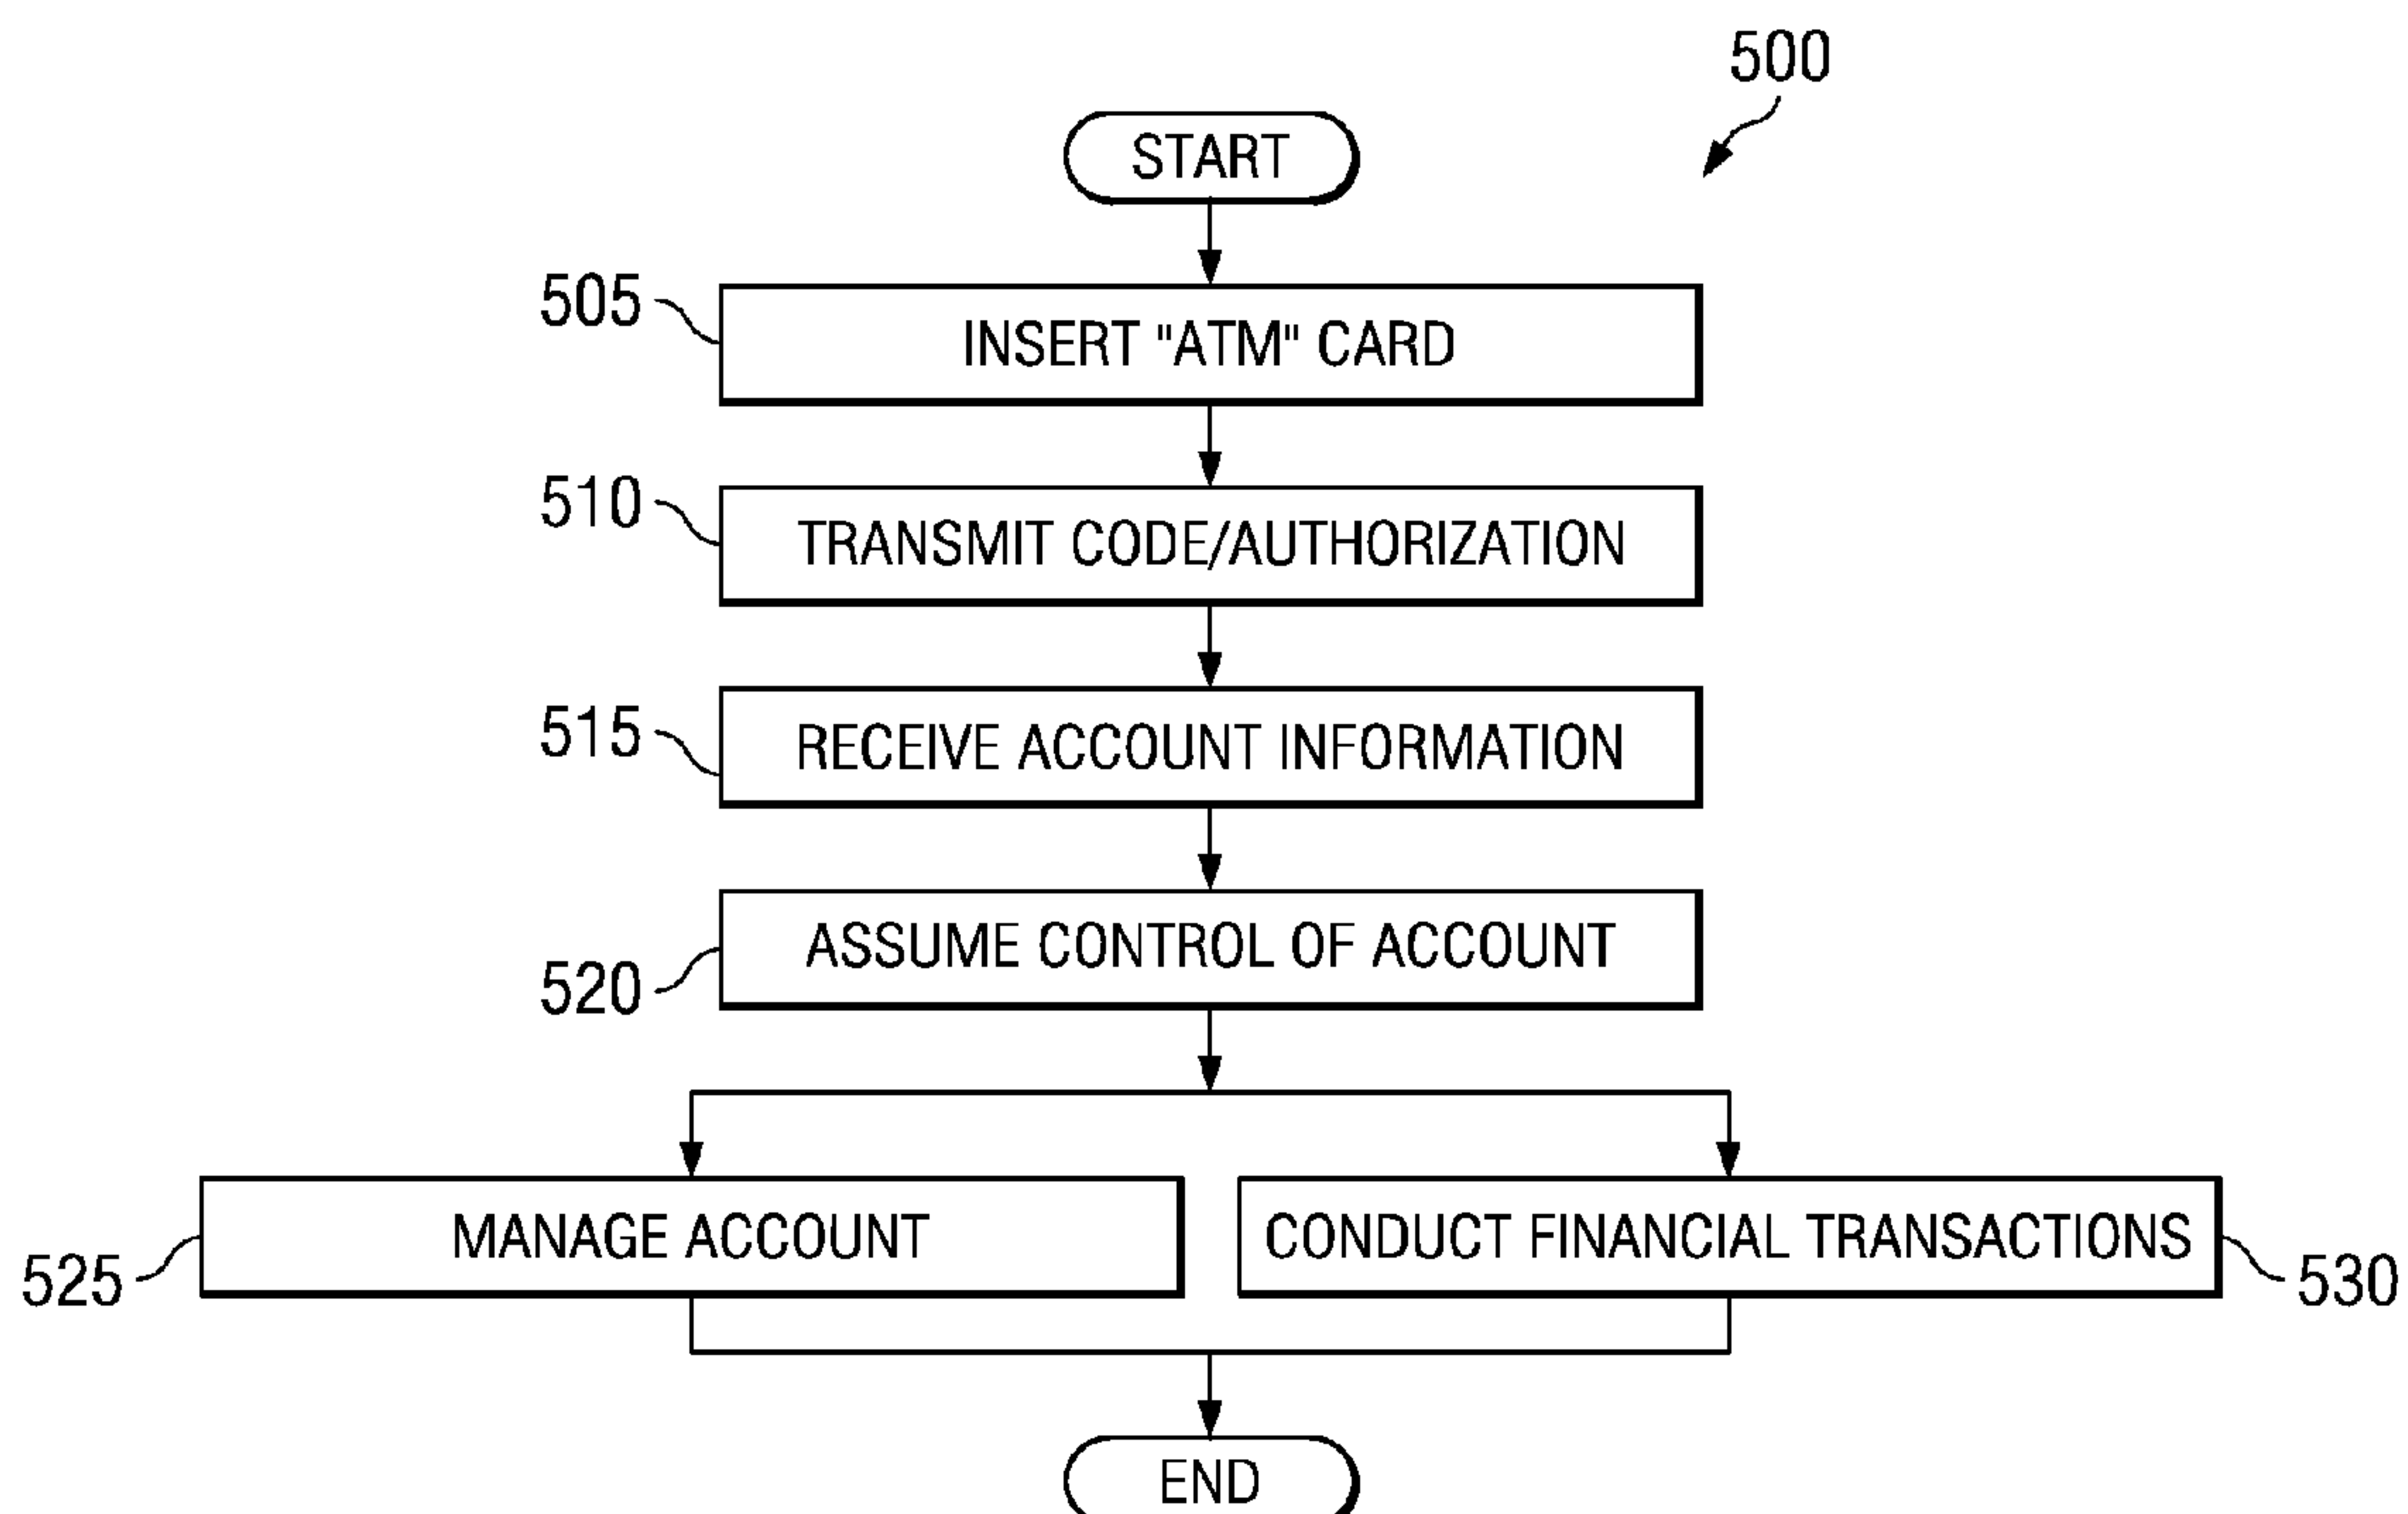 500
START
505
INSERT "ATM" CARD
510
TRANSMIT CODE/AUTHORIZATION
515
RECEIVE ACCOUNT INFORMATION
520
ASSUME CONTROL OF ACCOUNT
525
MANAGE ACCOUNT
CONDUCT FINANCIAL TRANSACTIONS
530
END